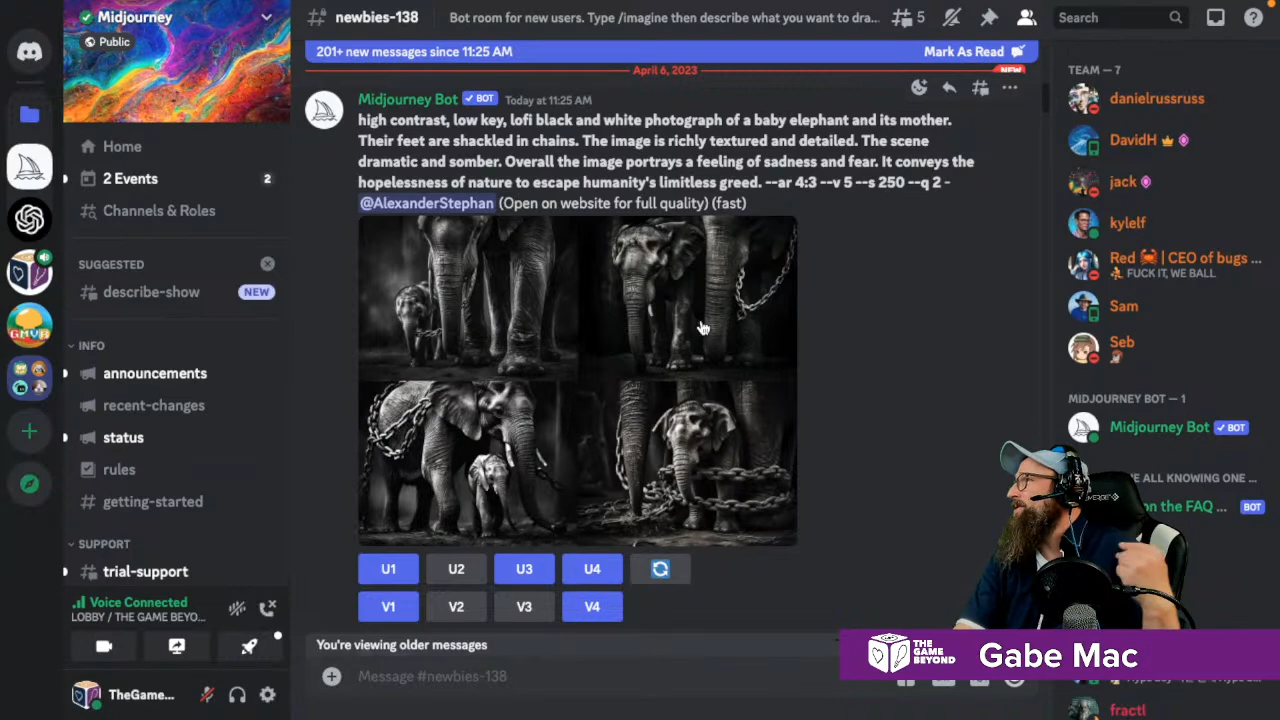 Midjourney
Public
Home
2 Events
2
Channels & Roles
SUGGESTED
describe-show
NEW
INFO
announcements
recent-changes
status
rules
getting-started
SUPPORT
trial-support
Voice Connected
LOBBY / THE GAME BEYO...
TheGame...
newbies-138
Bot room for new users. Type /imagine then describe what you want to dra...
5
Search
201+ new messages since 11:25 AM
Mark As Read
April 6, 2023
NEW
Midjourney Bot
BOT
Today at 11:25 AM
high contrast, low key, lofi black and white photograph of a baby elephant and its mother.
Their feet are shackled in chains. The image is richly textured and detailed. The scene
dramatic and somber. Overall the image portrays a feeling of sadness and fear. It conveys the
hopelessness of nature to escape humanity's limitless greed. --ar 4:3 --v 5 --s 250 --q 2 -
@AlexanderStephan (Open on website for full quality) (fast)
U1
U2
U3
U4
V1
V2
V3
V4
You're viewing older messages
Message #newbies-138
TEAM — 7
danielrussruss
DavidH
jack
kylelf
Red 🦀 | CEO of bugs ...
FUCK IT, WE BALL
Sam
Seb
MIDJOURNEY BOT — 1
Midjourney Bot
BOT
E ALL KNOWING ONE ...
on the FAQ ...
BOT
THE GAME
BEYOND
Gabe Mac
fractl
GMVB